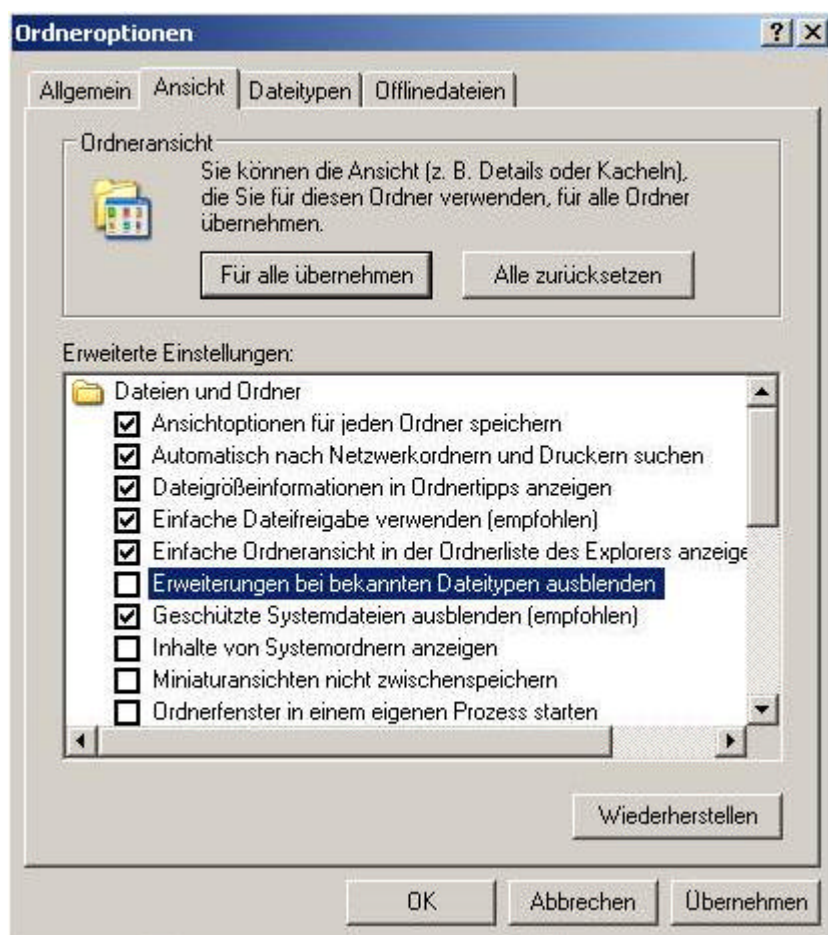 Ordneroptionen
Allgemein Ansicht Dateitypen Offlinedateien
Ordneransicht
Sie können die Ansicht (z. B. Details oder Kacheln),
die Sie für diesen Ordner verwenden, für alle Ordner
übernehmen.
Für alle übernehmen Alle zurücksetzen
Erweiterte Einstellungen:
Dateien und Ordner
Ansichtoptionen für jeden Ordner speichern
Automatisch nach Netzwerkordnern und Druckern suchen
Dateigrößeinformationen in Ordnertipps anzeigen
Einfache Dateifreigabe verwenden (empfohlen)
Einfache Ordneransicht in der Ordnerliste des Explorers anzeige
Erweiterungen bei bekannten Dateitypen ausblenden
Geschützte Systemdateien ausblenden (empfohlen)
Inhalte von Systemordnern anzeigen
Miniaturansichten nicht zwischenspeichern
Ordnerfenster in einem eigenen Prozess starten
Wiederherstellen
OK Abbrechen Übernehmen